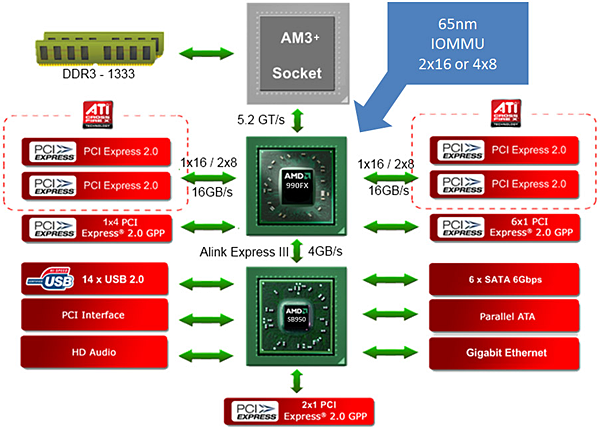 65nm
IOMMU
2x16 or 4x8
AM3+
Socket
DDR3 - 1333
5.2 GT/s
ATI
CROSSFIRE X
TECHNOLOGY
PCI
EXPRESS
PCI Express 2.0
PCI
EXPRESS
PCI Express 2.0
1x16 / 2x8
16GB/s
AMD
990FX
1x16 / 2x8
16GB/s
ATI
CROSSFIRE X
TECHNOLOGY
PCI
EXPRESS
PCI Express 2.0
PCI
EXPRESS
PCI Express 2.0
PCI
EXPRESS
1x4 PCI
Express® 2.0 GPP
PCI
EXPRESS
6x1 PCI
Express® 2.0 GPP
Alink Express III
4GB/s
HI-SPEED
CERTIFIED
USB
14 x USB 2.0
PCI Interface
HD Audio
AMD
SB950
6 x SATA 6Gbps
Parallel ATA
Gigabit Ethernet
PCI
EXPRESS
2x1 PCI
Express® 2.0 GPP